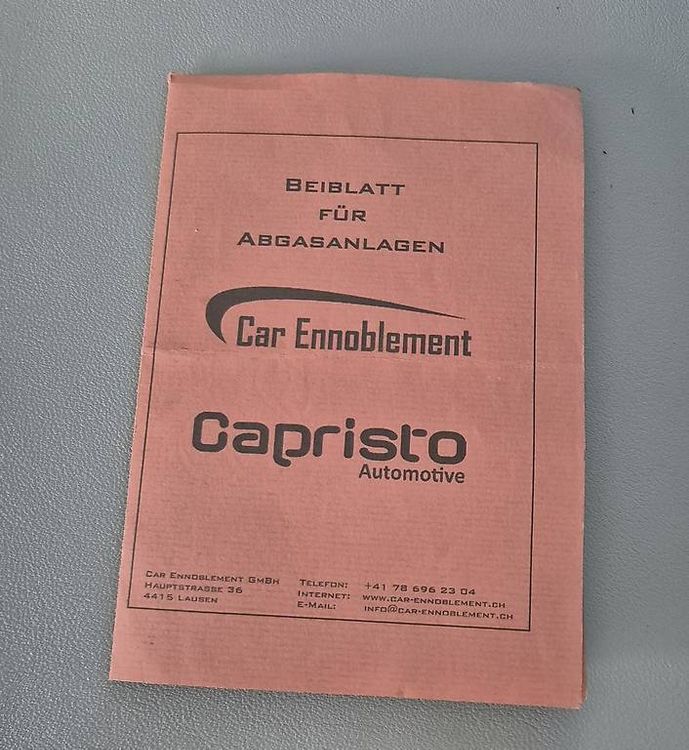 BEIBLATT
FÜR
ABGASANLAGEN
Car Ennoblement
Capristo
Automotive
CAR ENNOBLEMENT GMBH
HAUPTSTRASSE 36
4415 LAUSEN
TELEFON: +41 78 696 23 04
INTERNET: WWW.CAR-ENNOBLEMENT.CH
E-MAIL: INFO@CAR-ENNOBLEMENT.CH